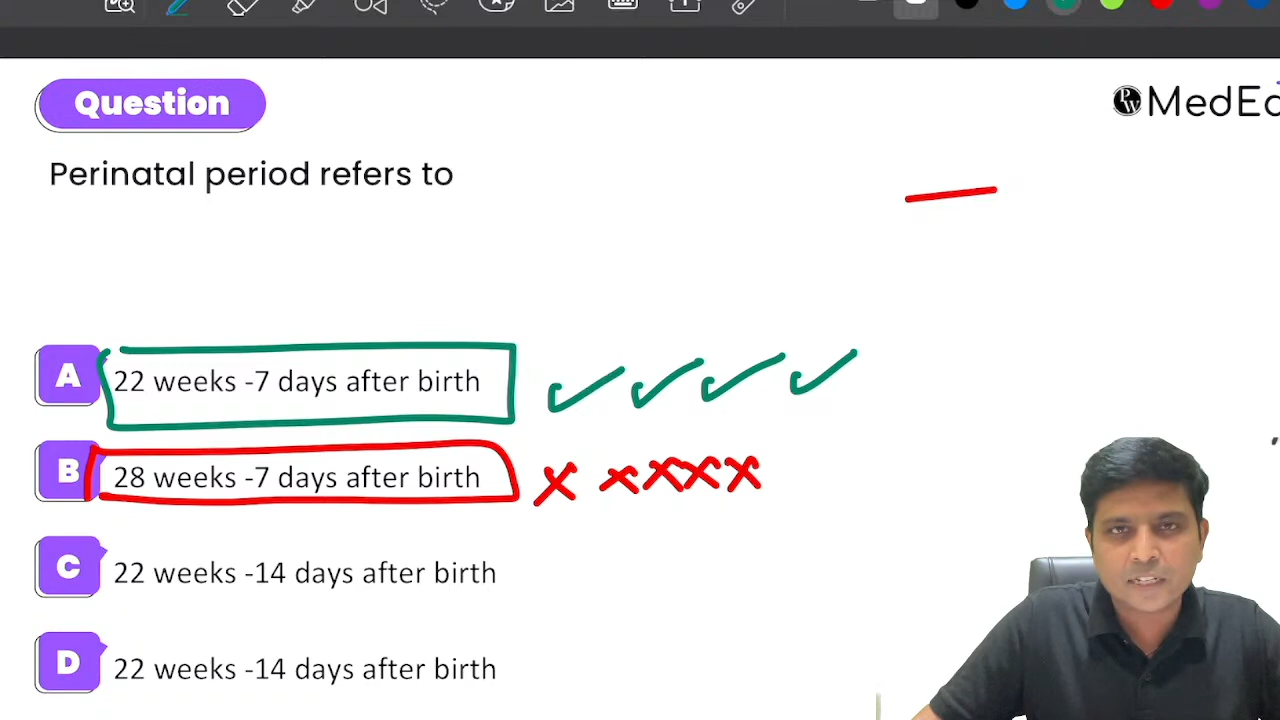 Question
PW MedEd
Perinatal period refers to
A 22 weeks -7 days after birth
B 28 weeks -7 days after birth
C 22 weeks -14 days after birth
D 22 weeks -14 days after birth